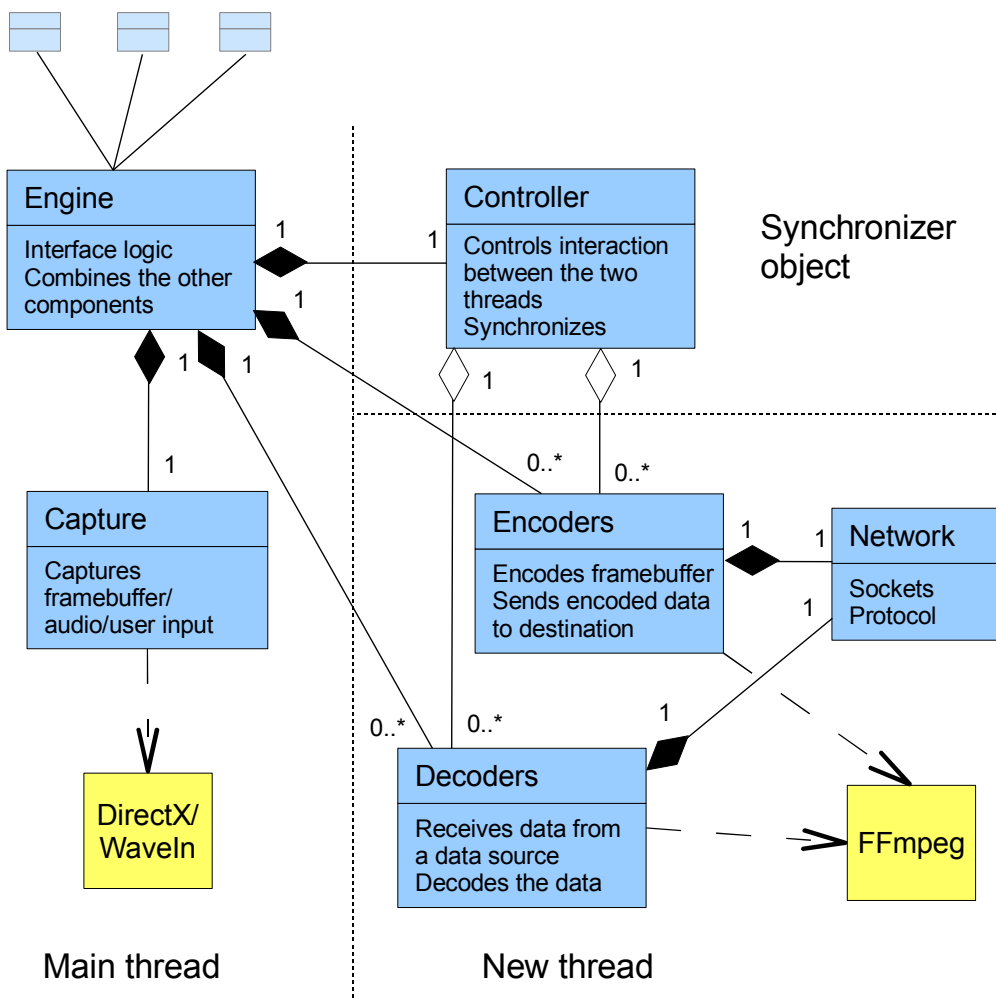 Engine
Interface logic
Combines the other
components
1
1
Controller
Controls interaction
between the two
threads
Synchronizes
Synchronizer
object
1
1
1
1
1
1
0..*
0..*
Capture
Captures
framebuffer/
audio/user input
Encoders
Encodes framebuffer
Sends encoded data
to destination
1
1
Network
Sockets
Protocol
1
1
0..*
0..*
Decoders
Receives data from
a data source
Decodes the data
DirectX/
WaveIn
FFmpeg
Main thread
New thread